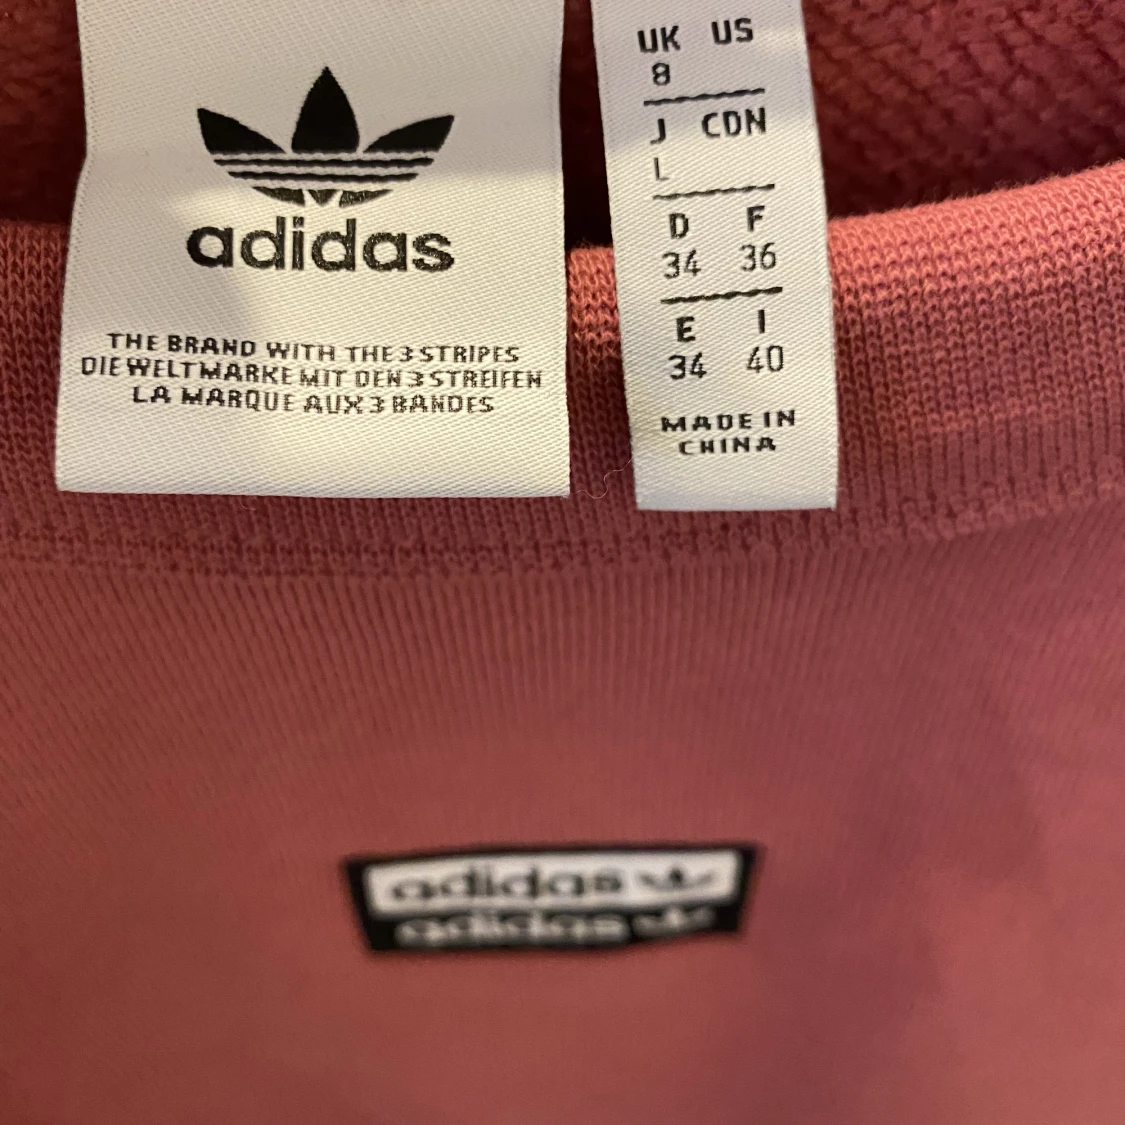 adidas
THE BRAND WITH THE 3 STRIPES
DIE WELTMARKE MIT DEN 3 STREIFEN
LA MARQUE AUX 3 BANDES
UK US
8
J CDN
L
D F
34 36
E I
34 40
MADE IN
CHINA
adidas
adidas